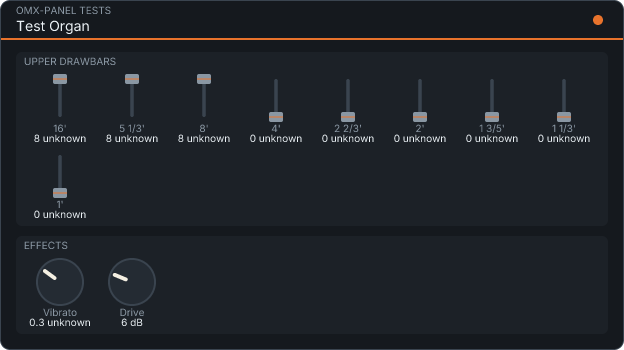 OMX-PANEL TESTS
Test Organ
UPPER DRAWBARS
16' 5 1/3' 8' 4' 2 2/3' 2' 1 3/5' 1 1/3'
8 unknown 8 unknown 8 unknown 0 unknown 0 unknown 0 unknown 0 unknown 0 unknown
1'
0 unknown
EFFECTS
Vibrato Drive
0.3 unknown 6 dB